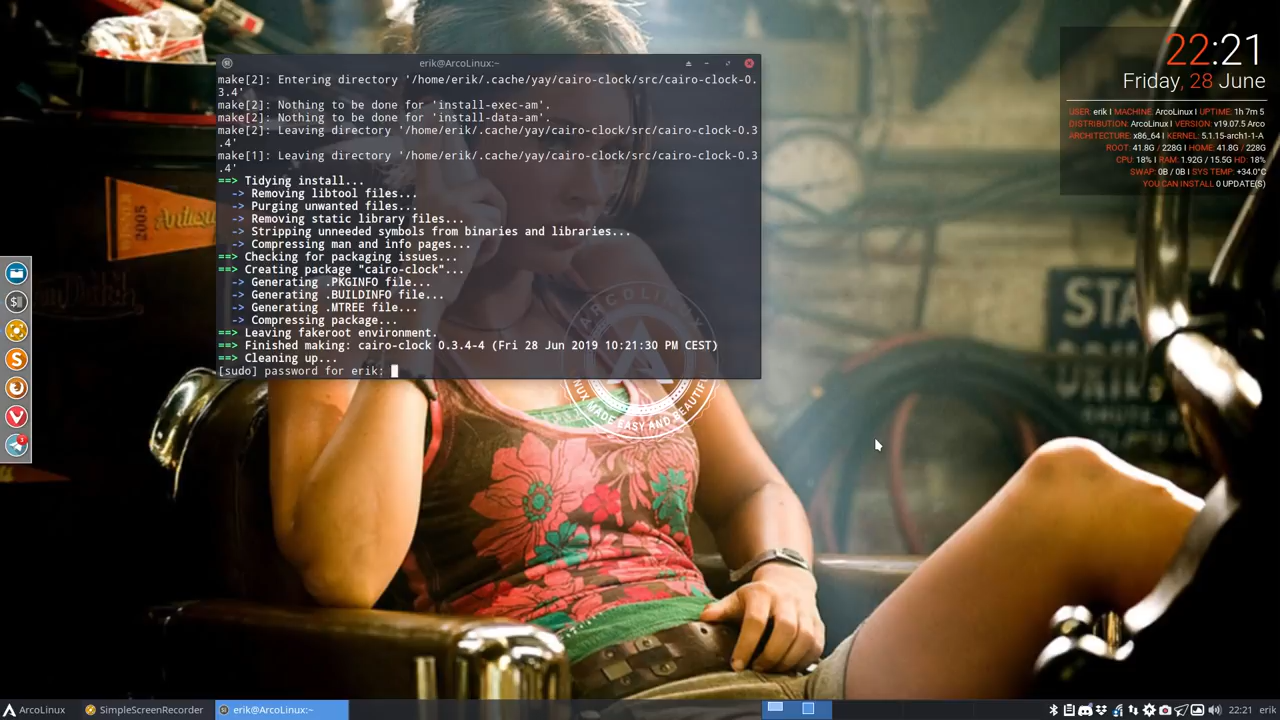 erik@ArcoLinux:~
make[2]: Entering directory '/home/erik/.cache/yay/cairo-clock/src/cairo-clock-0.
3.4'
make[2]: Nothing to be done for 'install-exec-am'.
make[2]: Nothing to be done for 'install-data-am'.
make[2]: Leaving directory '/home/erik/.cache/yay/cairo-clock/src/cairo-clock-0.3
.4'
make[1]: Leaving directory '/home/erik/.cache/yay/cairo-clock/src/cairo-clock-0.3
.4'
==> Tidying install...
-> Removing libtool files...
-> Purging unwanted files...
-> Removing static library files...
-> Stripping unneeded symbols from binaries and libraries...
-> Compressing man and info pages...
==> Checking for packaging issues...
==> Creating package "cairo-clock"...
-> Generating .PKGINFO file...
-> Generating .BUILDINFO file...
-> Generating .MTREE file...
-> Compressing package...
==> Leaving fakeroot environment.
==> Finished making: cairo-clock 0.3.4-4 (Fri 28 Jun 2019 10:21:30 PM CEST)
==> Cleaning up...
[sudo] password for erik:
22:21
Friday, 28 June
USER: erik I MACHINE: ArcoLinux I UPTIME: 1h 7m 5
DISTRIBUTION: ArcoLinux I VERSION: v19.07.5 Arco
ARCHITECTURE: x86_64 I KERNEL: 5.1.15-arch1-1-A
ROOT: 41.8G / 228G I HOME: 41.8G / 228G
CPU: 18% I RAM: 1.92G / 15.5G HD: 18%
SWAP: 0B / 0B I SYS TEMP: +34.0°C
YOU CAN INSTALL 0 UPDATE(S)
2005
ARCOLINUX
LINUX MADE EASY AND BEAUTIFUL
STA
3
ArcoLinux
SimpleScreenRecorder
erik@ArcoLinux:~
22:21
erik